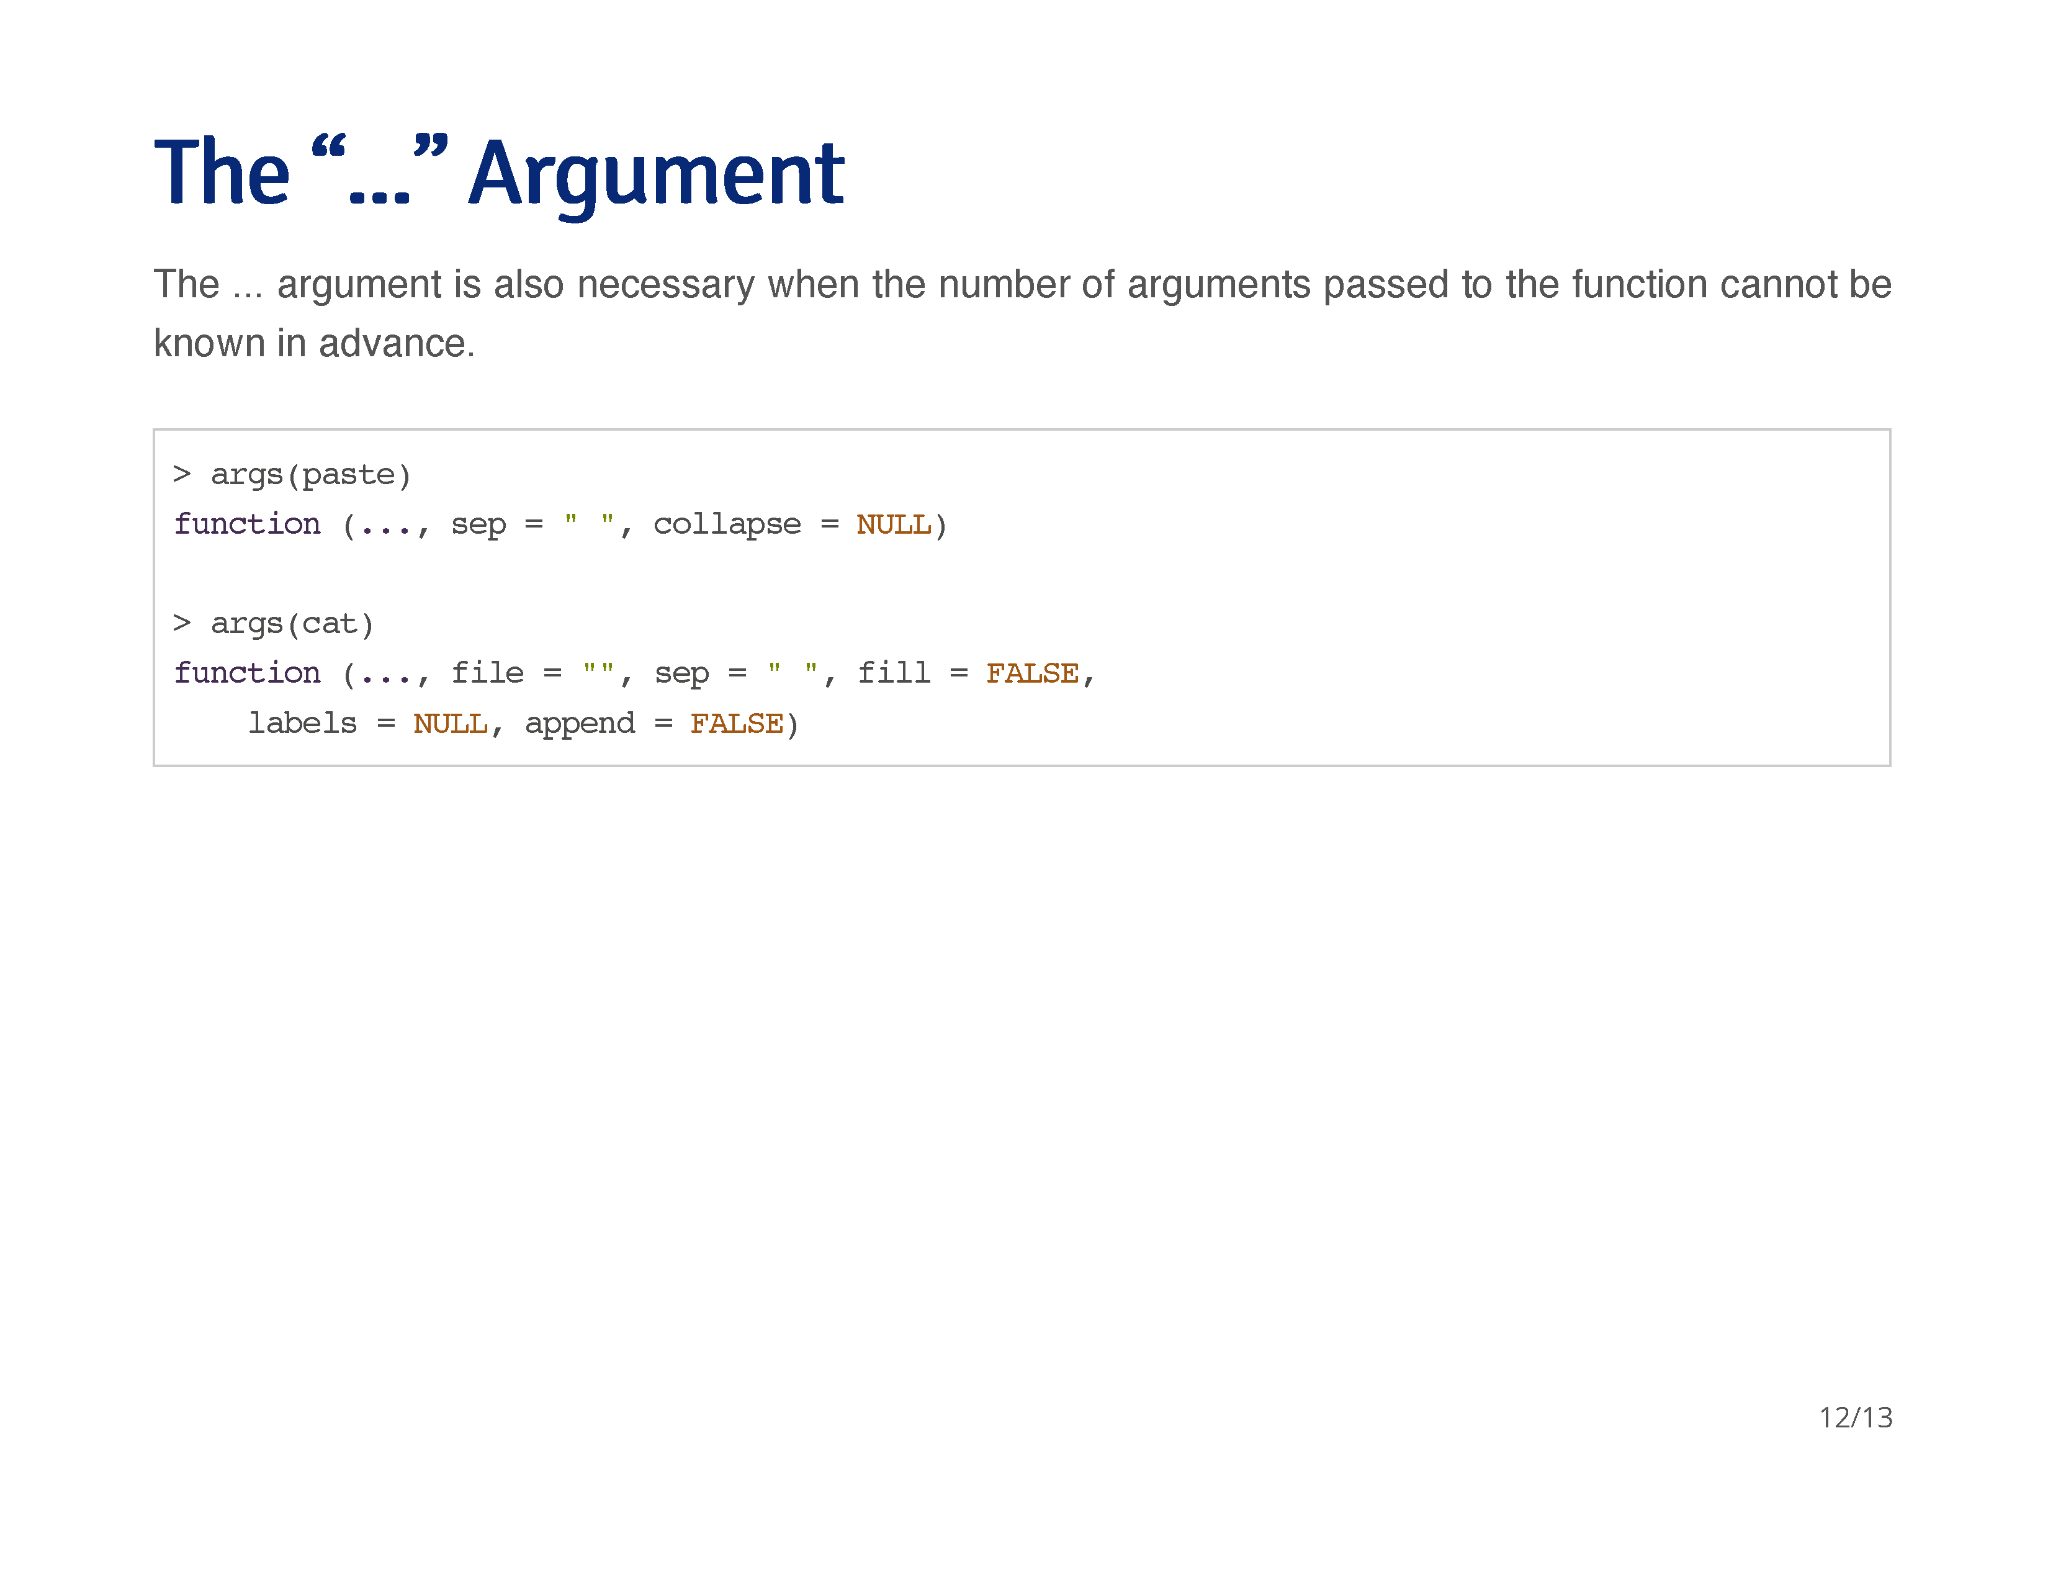 The “...” Argument
The ... argument is also necessary when the number of arguments passed to the function cannot be
known in advance.
> args(paste)
function (..., sep = " ", collapse = NULL)
> args(cat)
function (..., file = "", sep = " ", fill = FALSE,
    labels = NULL, append = FALSE)
12/13